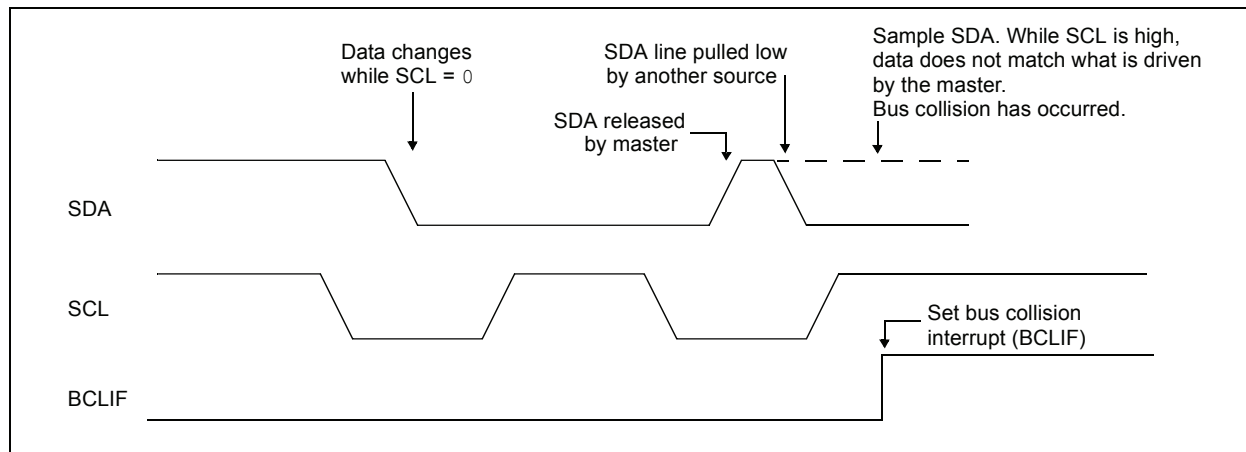 Data changes
while SCL = 0
SDA line pulled low
by another source
Sample SDA. While SCL is high,
data does not match what is driven
by the master.
Bus collision has occurred.
SDA released
by master
SDA
SCL
Set bus collision
interrupt (BCLIF)
BCLIF